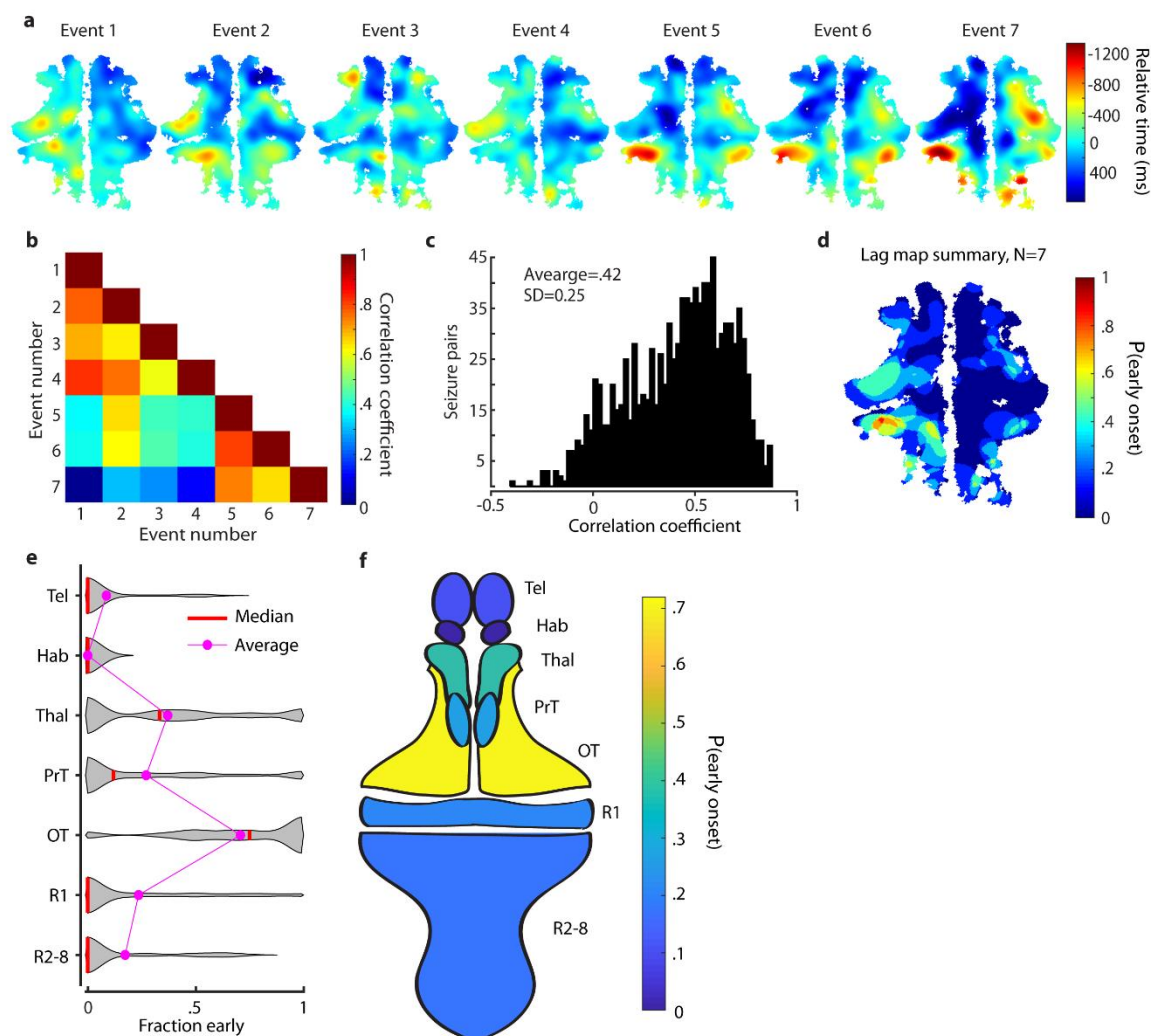 a
Event 1 Event 2 Event 3 Event 4 Event 5 Event 6 Event 7
-1200
-800
-400
0
400
Relative time (ms)
b
1
2
3
4
5
6
7
Event number
1 2 3 4 5 6 7
Event number
1
.8
.6
.4
.2
0
Correlation coefficient
c
Avearge=.42
SD=0.25
45
35
25
15
5
Seizure pairs
-0.5 0 0.5 1
Correlation coefficient
d
Lag map summary, N=7
1
.8
.6
.4
.2
0
P(early onset)
e
Tel
Hab
Thal
PrT
OT
R1
R2-8
Median
Average
0 .5 1
Fraction early
f
Tel
Hab
Thal
PrT
OT
R1
R2-8
.7
.6
.5
.4
.3
.2
.1
0
P(early onset)